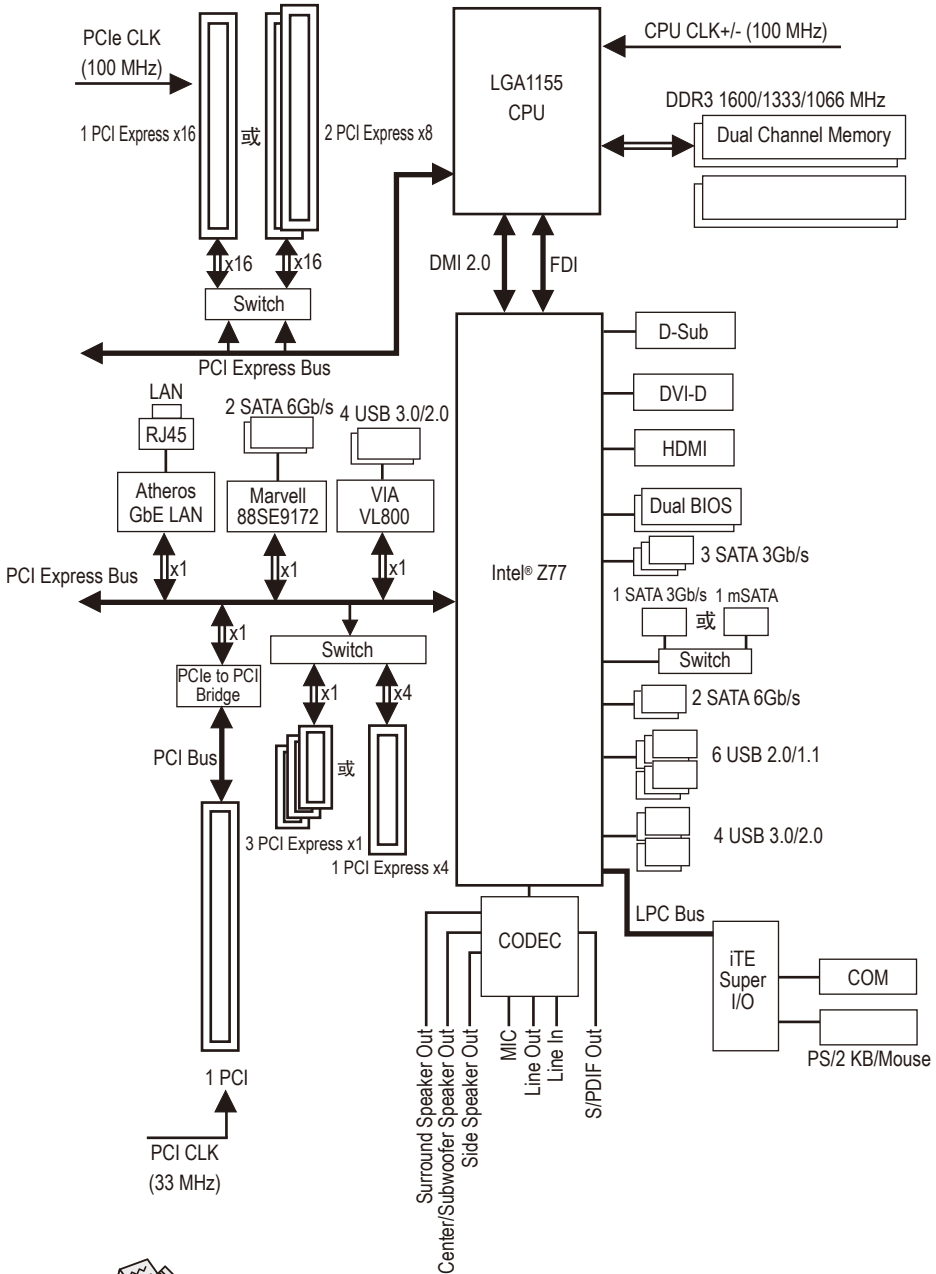 PCIe CLK
(100 MHz)
1 PCI Express x16
或
2 PCI Express x8
x16
x16
Switch
PCI Express Bus
LGA1155
CPU
CPU CLK+/- (100 MHz)
DDR3 1600/1333/1066 MHz
Dual Channel Memory
DMI 2.0
FDI
LAN
RJ45
Atheros
GbE LAN
x1
2 SATA 6Gb/s
Marvell
88SE9172
x1
4 USB 3.0/2.0
VIA
VL800
x1
PCI Express Bus
x1
PCIe to PCI
Bridge
PCI Bus
1 PCI
PCI CLK
(33 MHz)
Switch
x1
x4
或
3 PCI Express x1
1 PCI Express x4
Intel® Z77
D-Sub
DVI-D
HDMI
Dual BIOS
3 SATA 3Gb/s
1 SATA 3Gb/s
或
1 mSATA
Switch
2 SATA 6Gb/s
6 USB 2.0/1.1
4 USB 3.0/2.0
LPC Bus
iTE
Super
I/O
COM
PS/2 KB/Mouse
CODEC
Surround Speaker Out
Center/Subwoofer Speaker Out
Side Speaker Out
MIC
Line Out
Line In
S/PDIF Out